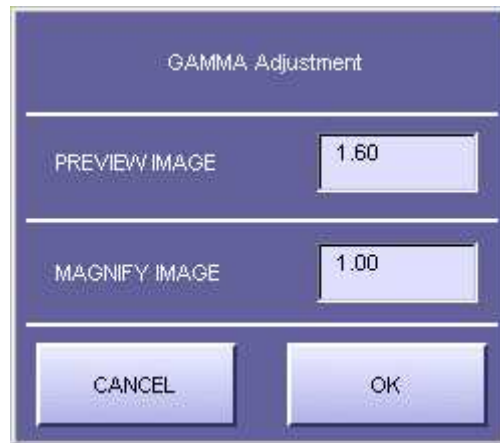 GAMMA Adjustment
PREVIEW IMAGE 1.60
MAGNIFY IMAGE 1.00
CANCEL OK